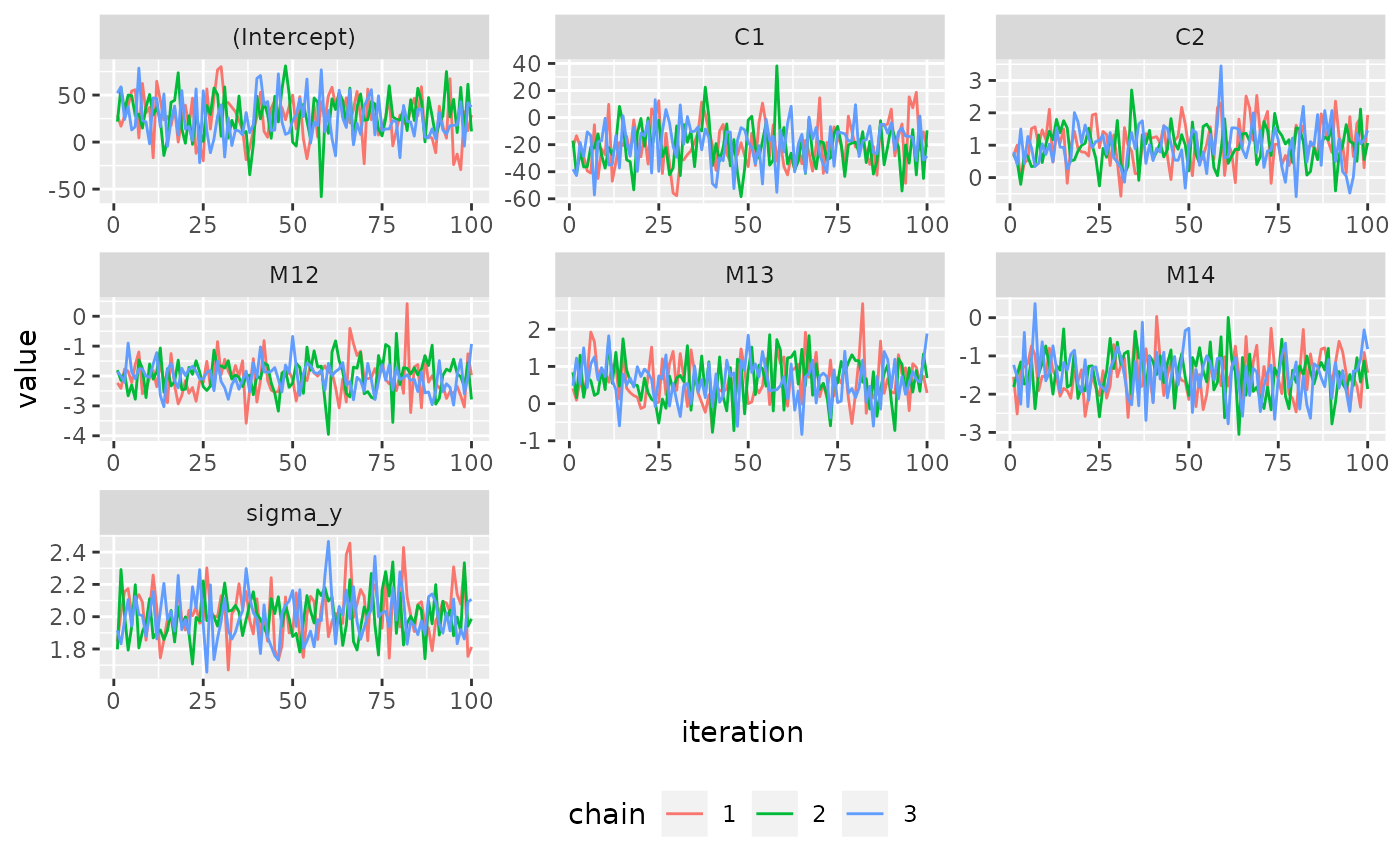 (Intercept) C1 C2
50 0 -50
40 20 0 -20 -40 -60
3 2 1 0
0 25 50 75 100 0 25 50 75 100 0 25 50 75 100
M12 M13 M14
value
0 -1 -2 -3 -4
2 1 0 -1
0 -1 -2 -3
0 25 50 75 100 0 25 50 75 100 0 25 50 75 100
sigma_y
2.4
2.2
2.0
1.8
0 25 50 75 100
iteration
chain 1 2 3